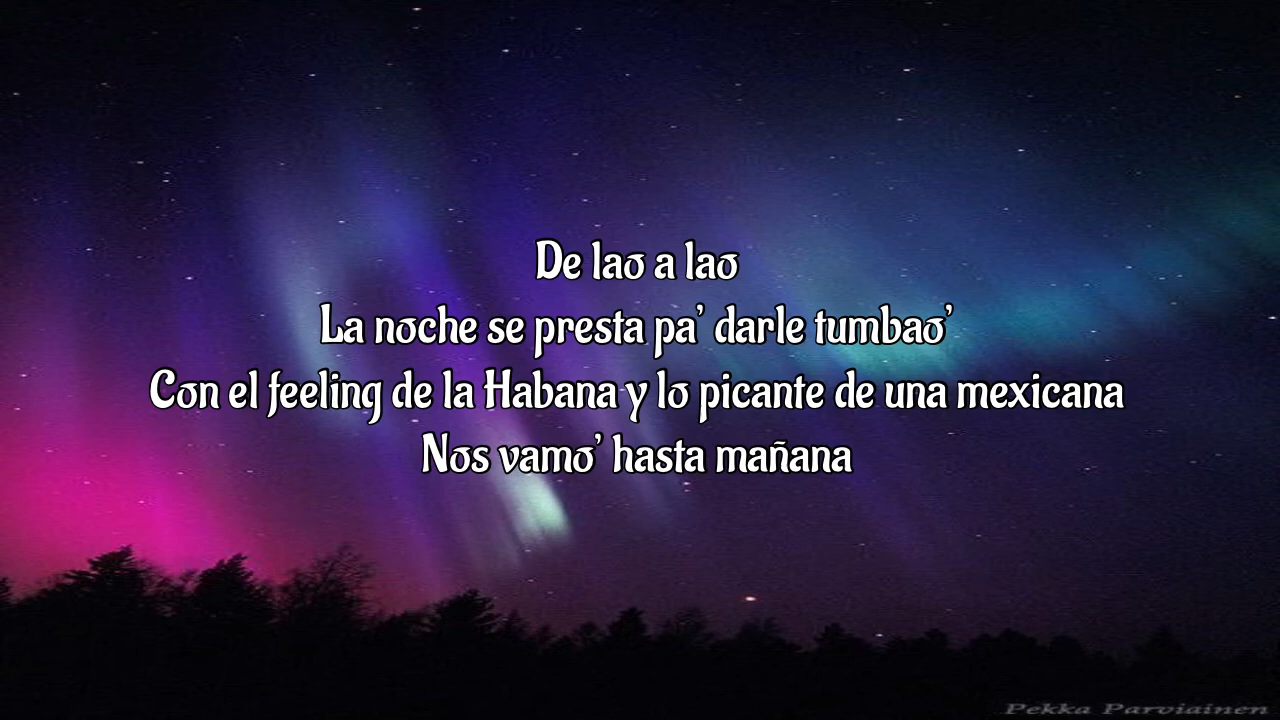 De lao a lao
La noche se presta pa' darle tumbao'
Con el feeling de la Habana y lo picante de una mexicana
Nos vamo' hasta mañana
Pekka Parviainen